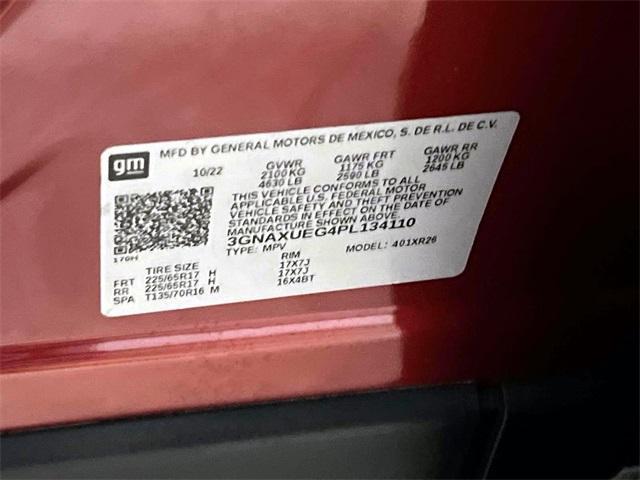 gm
MFD BY GENERAL MOTORS DE MEXICO, S. DE R.L. DE C.V.
10/22 GVWR GAWR FRT GAWR RR
2100 KG 1175 KG 1200 KG
4630 LB 2590 LB 2645 LB
THIS VEHICLE CONFORMS TO ALL
APPLICABLE U.S. FEDERAL MOTOR
VEHICLE SAFETY AND THEFT PREVENTION
STANDARDS IN EFFECT ON THE DATE OF
MANUFACTURE SHOWN ABOVE.
3GNAXUEG4PL134110
TYPE: MPV MODEL: 401XR26
170H
TIRE SIZE RIM
FRT 225/65R17 H 17X7J
RR 225/65R17 H 17X7J
SPA T135/70R16 M 16X4BT